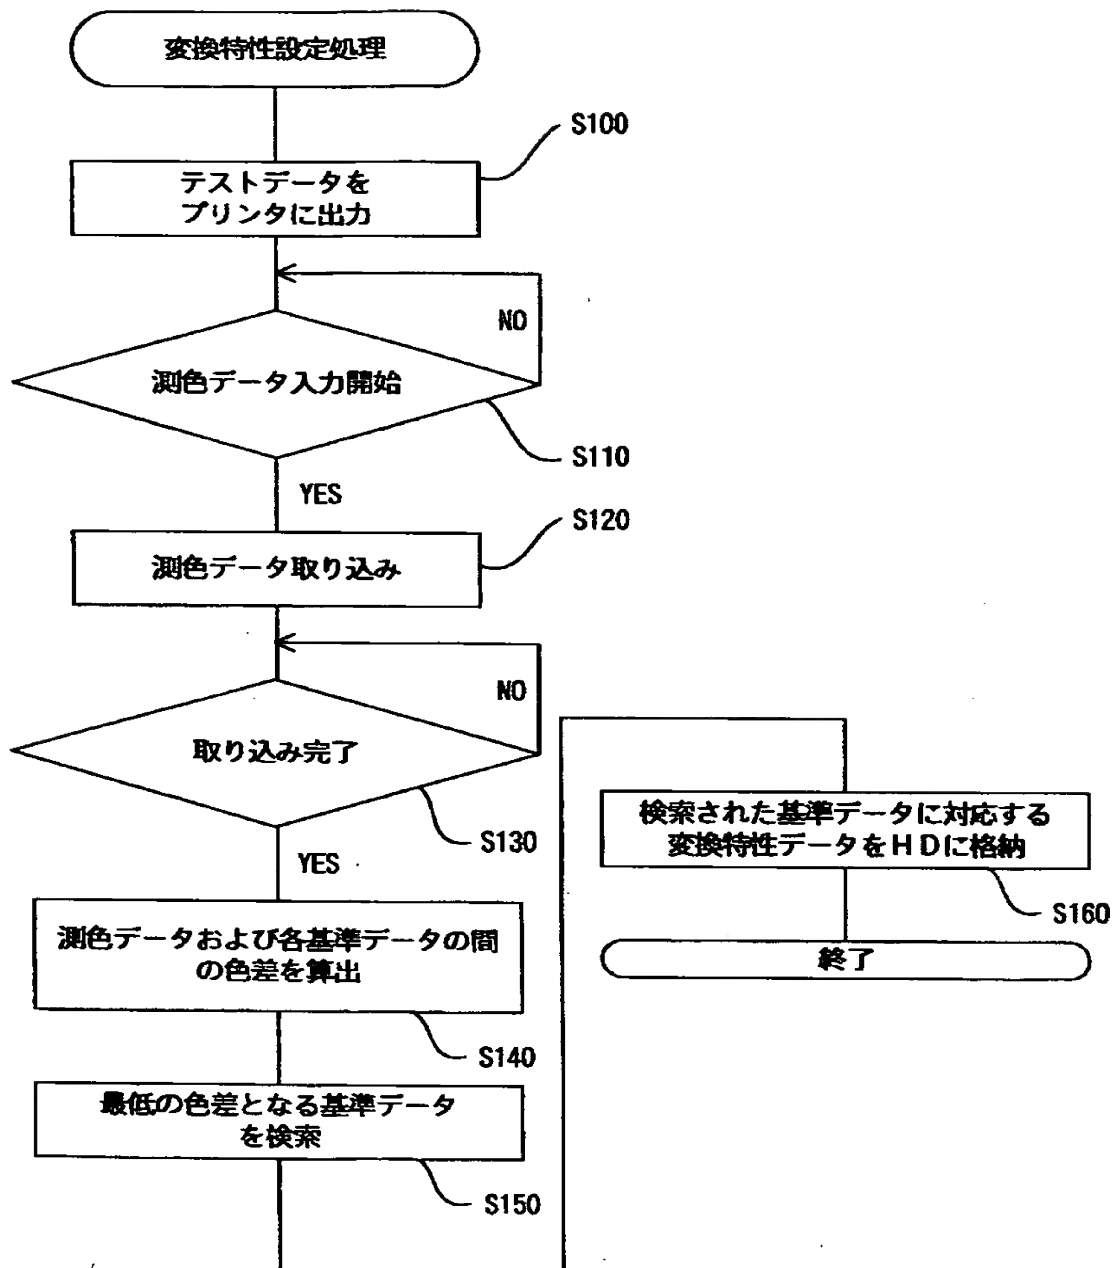 変換特性設定処理
S100
テストデータを
プリンタに出力
NO
測色データ入力開始
S110
YES
S120
測色データ取り込み
NO
取り込み完了
S130
YES
測色データおよび各基準データの間
の色差を算出
S140
最低の色差となる基準データ
を検索
S150
検索された基準データに対応する
変換特性データをHDに格納
S160
終了